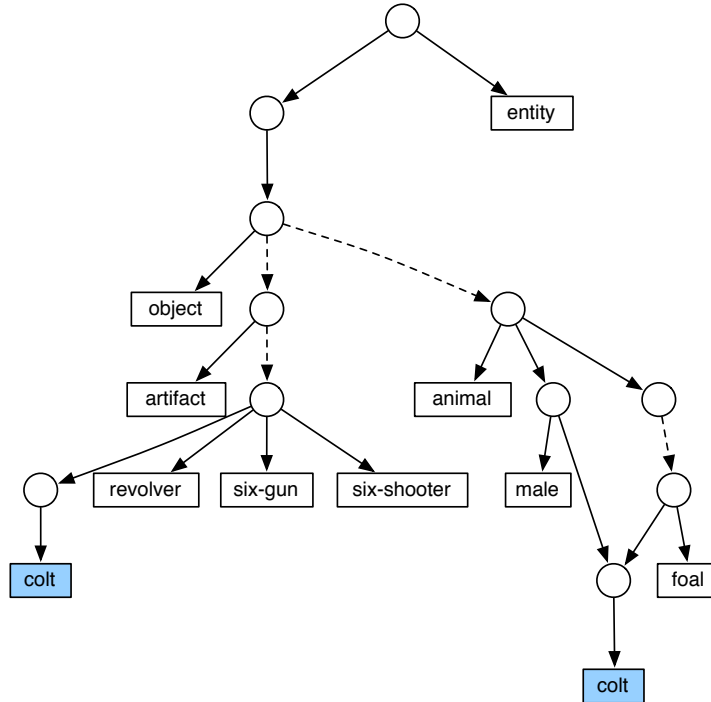 entity
object
artifact
animal
revolver
six-gun
six-shooter
male
colt
foal
colt